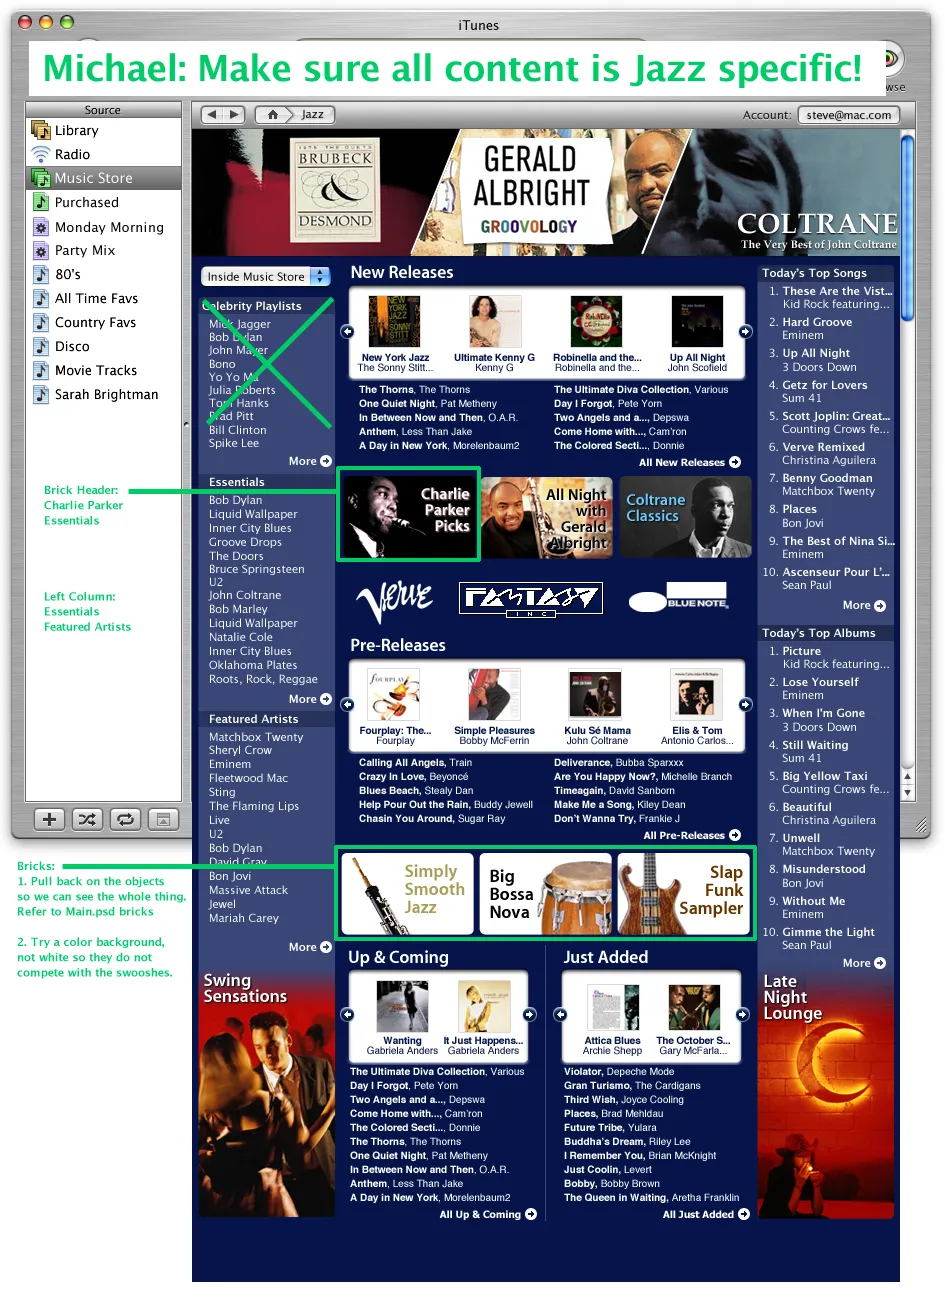 iTunes
Michael: Make sure all content is Jazz specific!
wse
Source
Library
Radio
Music Store
Purchased
Monday Morning
Party Mix
80's
All Time Favs
Country Favs
Disco
Movie Tracks
Sarah Brightman
Jazz
Account: steve@mac.com
1975 THE DUETS
BRUBECK
&
DESMOND
GERALD
ALBRIGHT
GROOVOLOGY
COLTRANE
The Very Best of John Coltrane
Inside Music Store
Celebrity Playlists
Mick Jagger
Bob Dylan
John Mayer
Bono
Yo Yo Ma
Julia Roberts
Tom Hanks
Brad Pitt
Bill Clinton
Spike Lee
More
Essentials
Bob Dylan
Liquid Wallpaper
Inner City Blues
Groove Drops
The Doors
Bruce Springsteen
U2
John Coltrane
Bob Marley
Liquid Wallpaper
Natalie Cole
Inner City Blues
Oklahoma Plates
Roots, Rock, Reggae
More
Featured Artists
Matchbox Twenty
Sheryl Crow
Eminem
Fleetwood Mac
Sting
The Flaming Lips
Live
U2
Bob Dylan
David Gray
Bon Jovi
Massive Attack
Jewel
Mariah Carey
More
Swing
Sensations
Brick Header:
Charlie Parker
Essentials
Left Column:
Essentials
Featured Artists
Bricks:
1. Pull back on the objects
so we can see the whole thing.
Refer to Main.psd bricks
2. Try a color background,
not white so they do not
compete with the swooshes.
New Releases
New York Jazz
The Sonny Stitt...
Ultimate Kenny G
Kenny G
Robinella and the...
Robinella and the...
Up All Night
John Scofield
The Thorns, The Thorns
One Quiet Night, Pat Metheny
In Between Now and Then, O.A.R.
Anthem, Less Than Jake
A Day in New York, Morelenbaum2
The Ultimate Diva Collection, Various
Day I Forgot, Pete Yorn
Two Angels and a..., Depswa
Come Home with..., Cam'ron
The Colored Secti..., Donnie
All New Releases
Charlie
Parker
Picks
All Night
with
Gerald
Albright
Coltrane
Classics
Verve
FANTASY
INC
BLUE NOTE
Pre-Releases
Fourplay: The...
Fourplay
Simple Pleasures
Bobby McFerrin
Kulu Sé Mama
John Coltrane
Elis & Tom
Antonio Carlos...
Calling All Angels, Train
Crazy In Love, Beyoncé
Blues Beach, Stealy Dan
Help Pour Out the Rain, Buddy Jewell
Chasin You Around, Sugar Ray
Deliverance, Bubba Sparxxx
Are You Happy Now?, Michelle Branch
Timeagain, David Sanborn
Make Me a Song, Kiley Dean
Don't Wanna Try, Frankie J
All Pre-Releases
Simply
Smooth
Jazz
Big
Bossa
Nova
Slap
Funk
Sampler
Up & Coming
Wanting
Gabriela Anders
It Just Happens...
Gabriela Anders
The Ultimate Diva Collection, Various
Day I Forgot, Pete Yorn
Two Angels and a..., Depswa
Come Home with..., Cam'ron
The Colored Secti..., Donnie
The Thorns, The Thorns
One Quiet Night, Pat Metheny
In Between Now and Then, O.A.R.
Anthem, Less Than Jake
A Day in New York, Morelenbaum2
All Up & Coming
Just Added
Attica Blues
Archie Shepp
The October S...
Gary McFarla...
Violator, Depeche Mode
Gran Turismo, The Cardigans
Third Wish, Joyce Cooling
Places, Brad Mehldau
Future Tribe, Yulara
Buddha's Dream, Riley Lee
I Remember You, Brian McKnight
Just Coolin, Levert
Bobby, Bobby Brown
The Queen in Waiting, Aretha Franklin
All Just Added
Today's Top Songs
1. These Are the Vist...
Kid Rock featuring...
2. Hard Groove
Eminem
3. Up All Night
3 Doors Down
4. Getz for Lovers
Sum 41
5. Scott Joplin: Great...
Counting Crows fe...
6. Verve Remixed
Christina Aguilera
7. Benny Goodman
Matchbox Twenty
8. Places
Bon Jovi
9. The Best of Nina Si...
Eminem
10. Ascenseur Pour L'...
Sean Paul
More
Today's Top Albums
1. Picture
Kid Rock featuring...
2. Lose Yourself
Eminem
3. When I'm Gone
3 Doors Down
4. Still Waiting
Sum 41
5. Big Yellow Taxi
Counting Crows fe...
6. Beautiful
Christina Aguilera
7. Unwell
Matchbox Twenty
8. Misunderstood
Bon Jovi
9. Without Me
Eminem
10. Gimme the Light
Sean Paul
More
Late
Night
Lounge